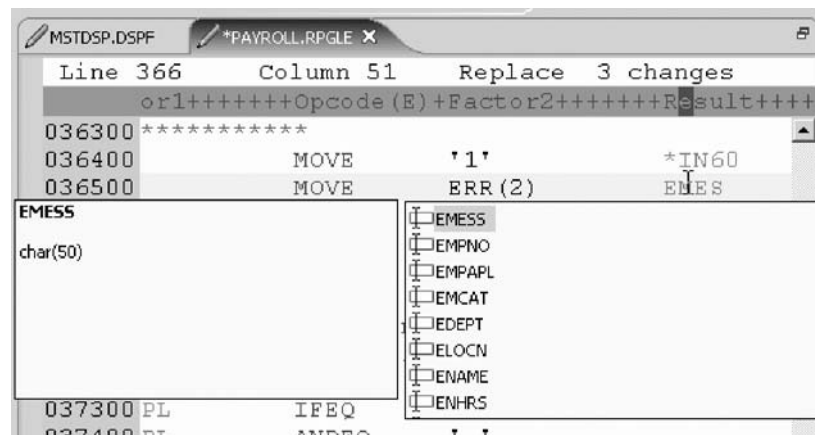 MSTDSP.DSPF *PAYROLL.RPGLE
Line 366 Column 51 Replace 3 changes
or1+++++++Opcode(E)+Factor2+++++++Result++++
036300 ***********
036400 MOVE '1' *IN60
036500 MOVE ERR(2) EMES
EMESS
char(50)
EMESS
EMPNO
EMPAPL
EMCAT
EDEPT
ELOCN
ENAME
ENHRS
037300 PL IFEQ